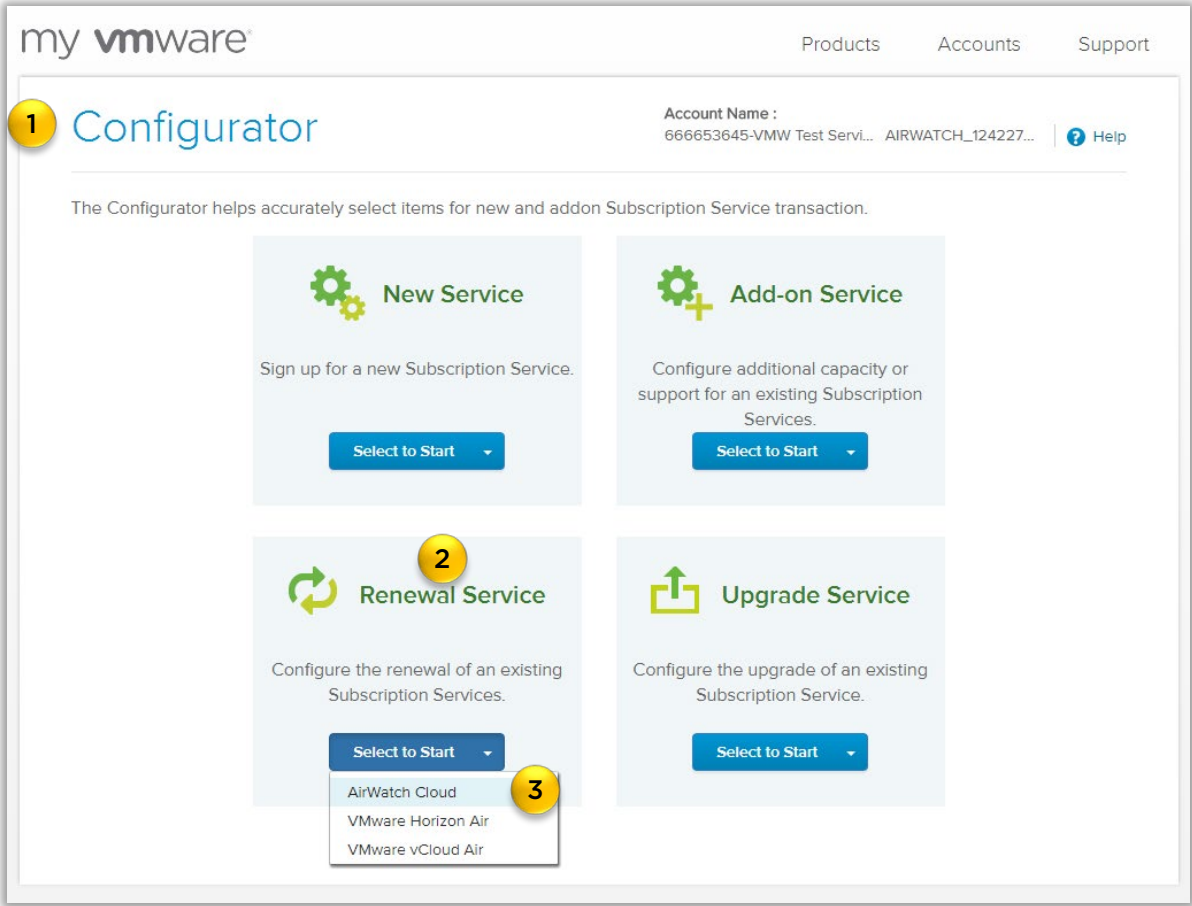 my vmware
Products Accounts Support
1
Configurator
Account Name :
666653645-VMW Test Servi... AIRWATCH_124227...
Help
The Configurator helps accurately select items for new and addon Subscription Service transaction.
New Service
Sign up for a new Subscription Service.
Select to Start
Add-on Service
Configure additional capacity or
support for an existing Subscription
Services.
Select to Start
2
Renewal Service
Configure the renewal of an existing
Subscription Services.
Select to Start
AirWatch Cloud
3
VMware Horizon Air
VMware vCloud Air
Upgrade Service
Configure the upgrade of an existing
Subscription Service.
Select to Start